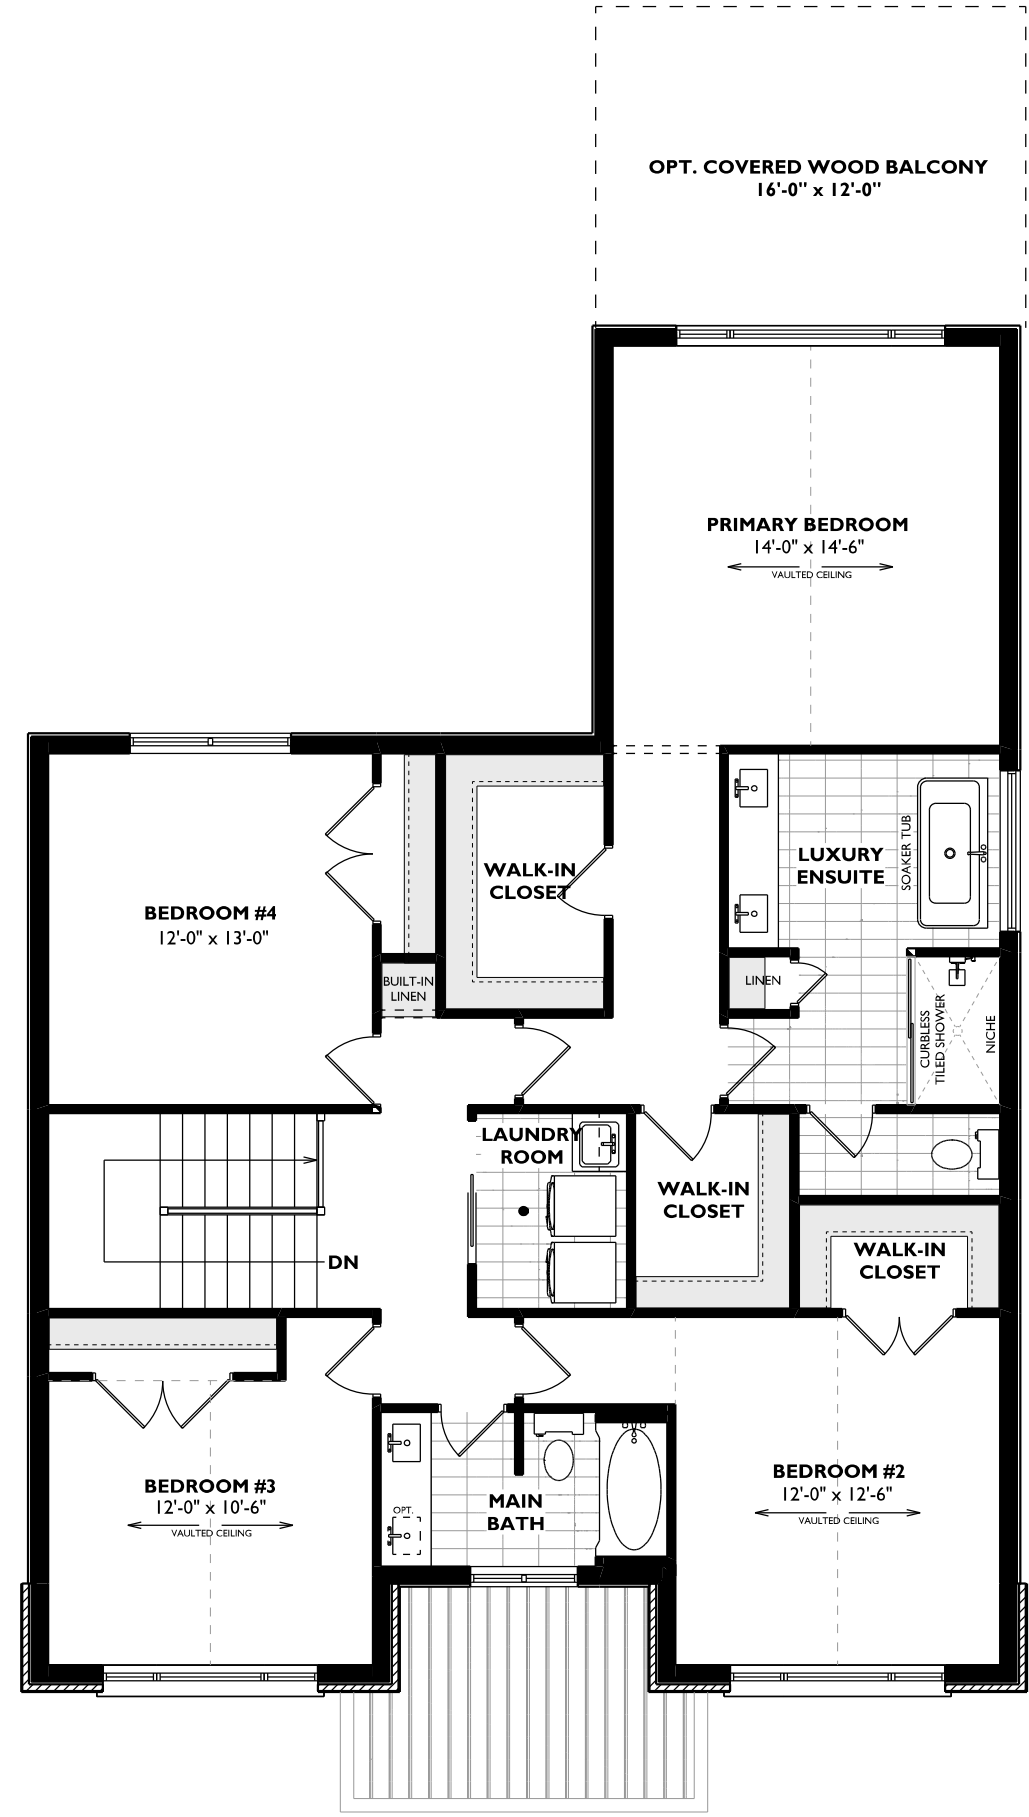 OPT. COVERED WOOD BALCONY
16'-0" x 12'-0"
PRIMARY BEDROOM
14'-0" x 14'-6"
VAULTED CEILING
WALK-IN
CLOSET
LUXURY
ENSUITE
SOAKER TUB
BEDROOM #4
12'-0" x 13'-0"
BUILT-IN
LINEN
LINEN
CURBLESS
TILED SHOWER
NICHE
LAUNDRY
ROOM
WALK-IN
CLOSET
WALK-IN
CLOSET
DN
BEDROOM #3
12'-0" x 10'-6"
VAULTED CEILING
OPT.
MAIN
BATH
BEDROOM #2
12'-0" x 12'-6"
VAULTED CEILING